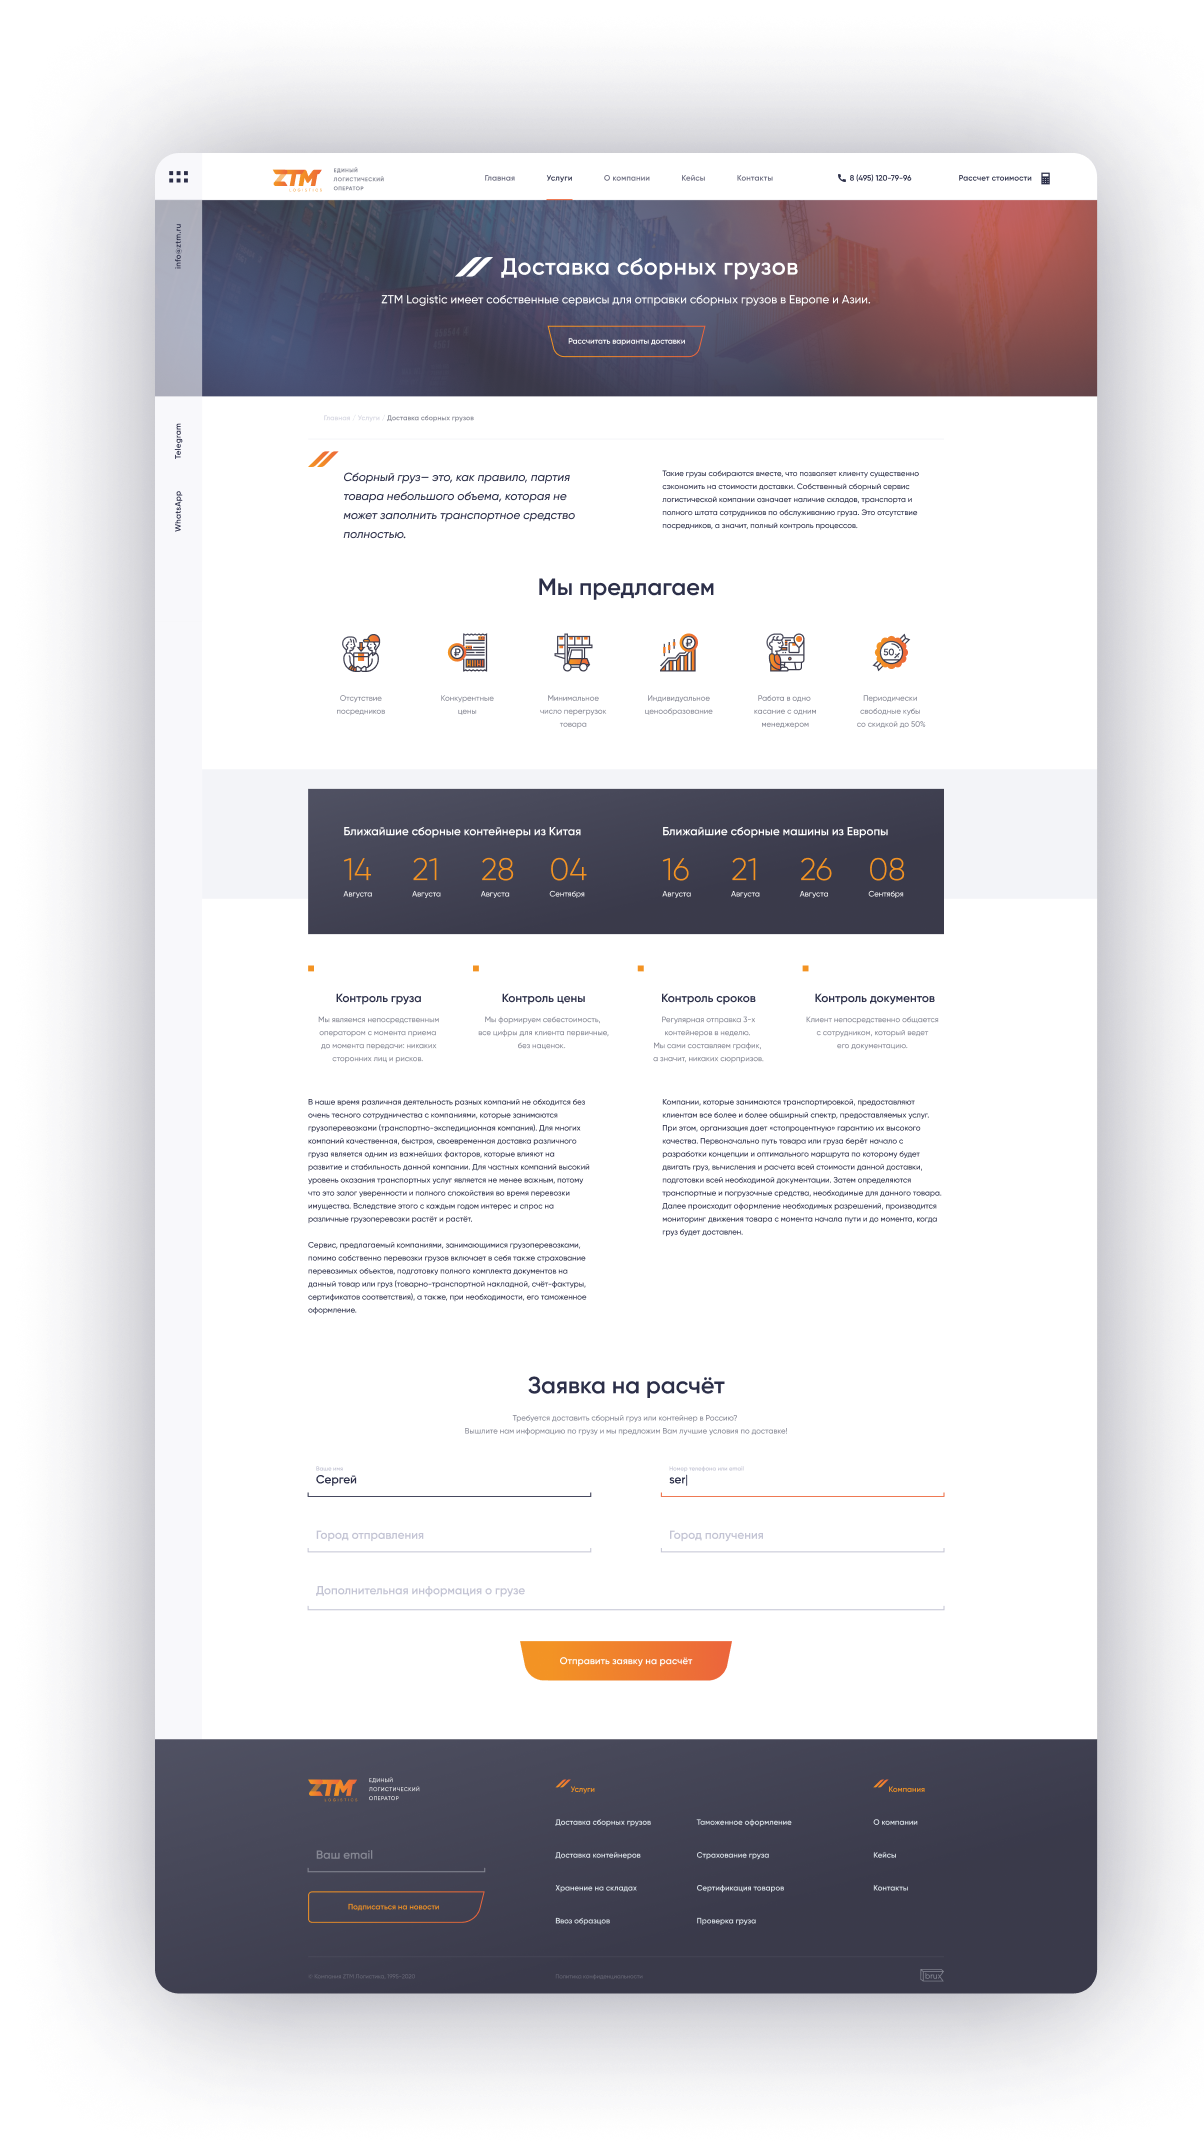 ZTM
LOGISTICS
ЕДИНЫЙ
ЛОГИСТИЧЕСКИЙ
ОПЕРАТОР
Главная
Услуги
О компании
Кейсы
Контакты
8 (495) 120-79-96
Рассчет стоимости
info@ztm.ru
Telegram
WhatsApp
Доставка сборных грузов
ZTM Logistic имеет собственные сервисы для отправки сборных грузов в Европе и Азии.
Рассчитать варианты доставки
Главная / Услуги / Доставка сборных грузов
Сборный груз— это, как правило, партия
товара небольшого объема, которая не
может заполнить транспортное средство
полностью.
Такие грузы собираются вместе, что позволяет клиенту существенно
сэкономить на стоимости доставки. Собственный сборный сервис
логистической компании означает наличие складов, транспорта и
полного штата сотрудников по обслуживанию груза. Это отсутствие
посредников, а значит, полный контроль процессов.
Мы предлагаем
50%
Отсутствие
посредников
Конкурентные
цены
Минимальное
число перегрузок
товара
Индивидуальное
ценообразование
Работа в одно
касание с одним
менеджером
Периодически
свободные кубы
со скидкой до 50%
Ближайшие сборные контейнеры из Китая
14
21
28
04
Августа
Августа
Августа
Сентября
Ближайшие сборные машины из Европы
16
21
26
08
Августа
Августа
Августа
Сентября
Контроль груза
Мы являемся непосредственным
оперотором с момента приема
до момента передачи: никаких
сторонних лиц и рисков.
Контроль цены
Мы формируем себестоимость,
все цифры для клиента первичные,
без наценок.
Контроль сроков
Регулярная отправка 3-х
контейнеров в неделю.
Мы сами составляем график,
а значит, никаких сюрпризов.
Контроль документов
Клиент непосредственно общается
с сотрудником, который ведет
его документацию.
В наше время различная деятельность разных компаний не обходится без
очень тесного сотрудничества с компаниями, которые занимаются
грузоперевозками (транспортно-экспедиционная компания). Для многих
компаний качественная, быстрая, своевременная доставка различного
груза является одним из важнейших факторов, которые влияют на
развитие и стабильность данной компании. Для частных компаний высокий
уровень оказания транспортных услуг является не менее важным, потому
что это залог уверенности и полного спокойствия во время перевозки
имущества. Вследствие этого с каждым годом интерес и спрос на
различные грузоперевозки растёт и растёт.
Сервис, предлагаемый компаниями, занимающимися грузоперевозками,
помимо собственно перевозки грузов включает в себя также страхование
перевозимых объектов, подготовку полного комплекта документов на
данный товар или груз (товарно-транспортной накладной, счёт-фактуры,
сертификатов соответствия), а также, при необходимости, его таможенное
оформление.
Компании, которые занимаются транспортировкой, предоставляют
клиентам все более и более обширный спектр, предоставляемых услуг.
При этом, организация дает «стопроцентную» гарантию их высокого
качества. Первоначально путь товара или груза берёт начало с
разработки концепции и оптимального маршрута по которому будет
двигать груз, вычисления и расчета всей стоимости данной доставки,
подготовки всей необходимой документации. Затем определяются
транспортные и погрузочные средства, необходимые для данного товара.
Далее происходит оформление необходимых разрешений, производится
мониторинг движения товара с момента начала пути и до момента, когда
груз будет доставлен.
Заявка на расчёт
Требуется доставить сборный груз или контейнер в Россию?
Вышлите нам информацию по грузу и мы предложим Вам лучшие условия по доставке!
Ваше имя
Сергей
Номер телефона или email
ser
Город отправления
Город получения
Дополнительная информация о грузе
Отправить заявку на расчёт
ZTM
LOGISTICS
ЕДИНЫЙ
ЛОГИСТИЧЕСКИЙ
ОПЕРАТОР
Ваш email
Подписаться на новости
Услуги
Доставка сборных грузов
Доставка контейнеров
Хранение на складах
Ввоз образцов
Таможенное оформление
Страхование груза
Сертификация товаров
Проверка груза
Компания
О компании
Кейсы
Контакты
© Компания ZTM Логистика, 1995-2020
Политика конфиденциальности
brux